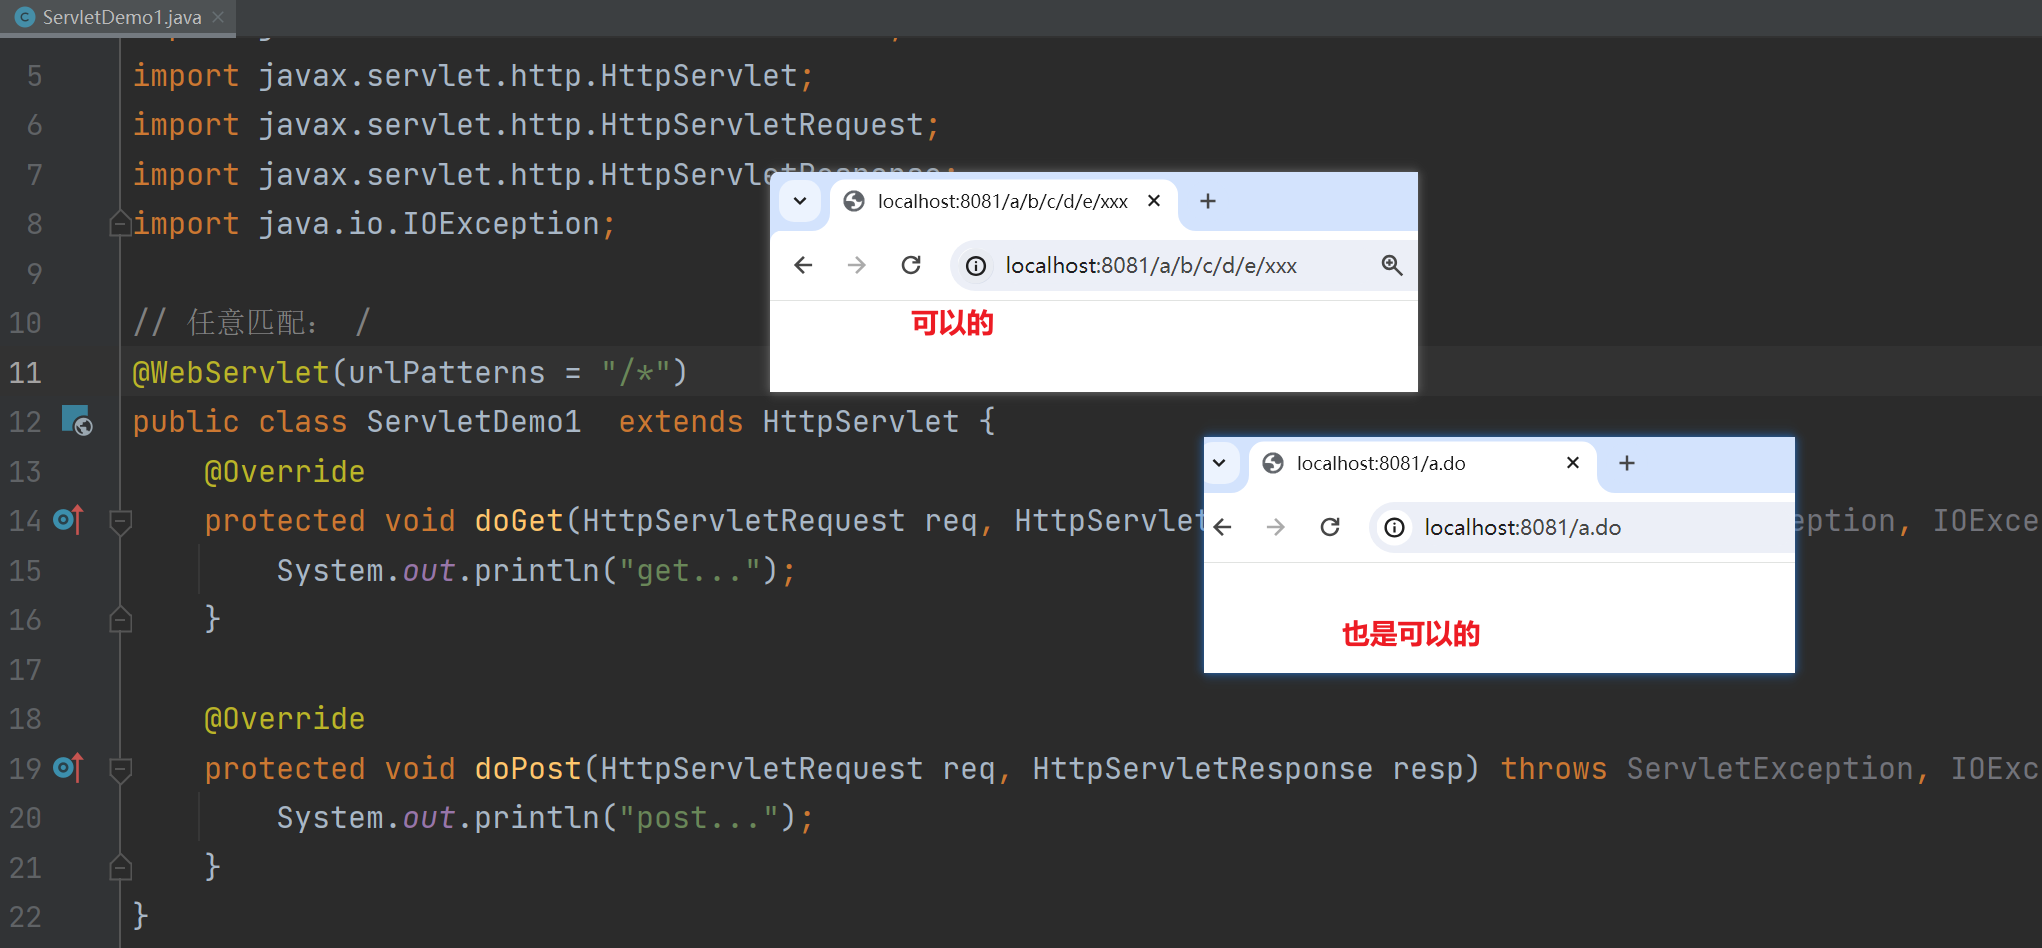 ServletDemo1.java
5 import javax.servlet.http.HttpServlet;
6 import javax.servlet.http.HttpServletRequest;
7 import javax.servlet.http.HttpServletResponse;
8 import java.io.IOException;
9
10 // 任意匹配： /
11 @WebServlet(urlPatterns = "/*")
12 public class ServletDemo1  extends HttpServlet {
13     @Override
14     protected void doGet(HttpServletRequest req, HttpServlet
eption, IOExce
15         System.out.println("get...");
16     }
17
18     @Override
19     protected void doPost(HttpServletRequest req, HttpServletResponse resp) throws ServletException, IOExc
20         System.out.println("post...");
21     }
22 }
localhost:8081/a/b/c/d/e/xxx
localhost:8081/a/b/c/d/e/xxx
可以的
localhost:8081/a.do
localhost:8081/a.do
也是可以的